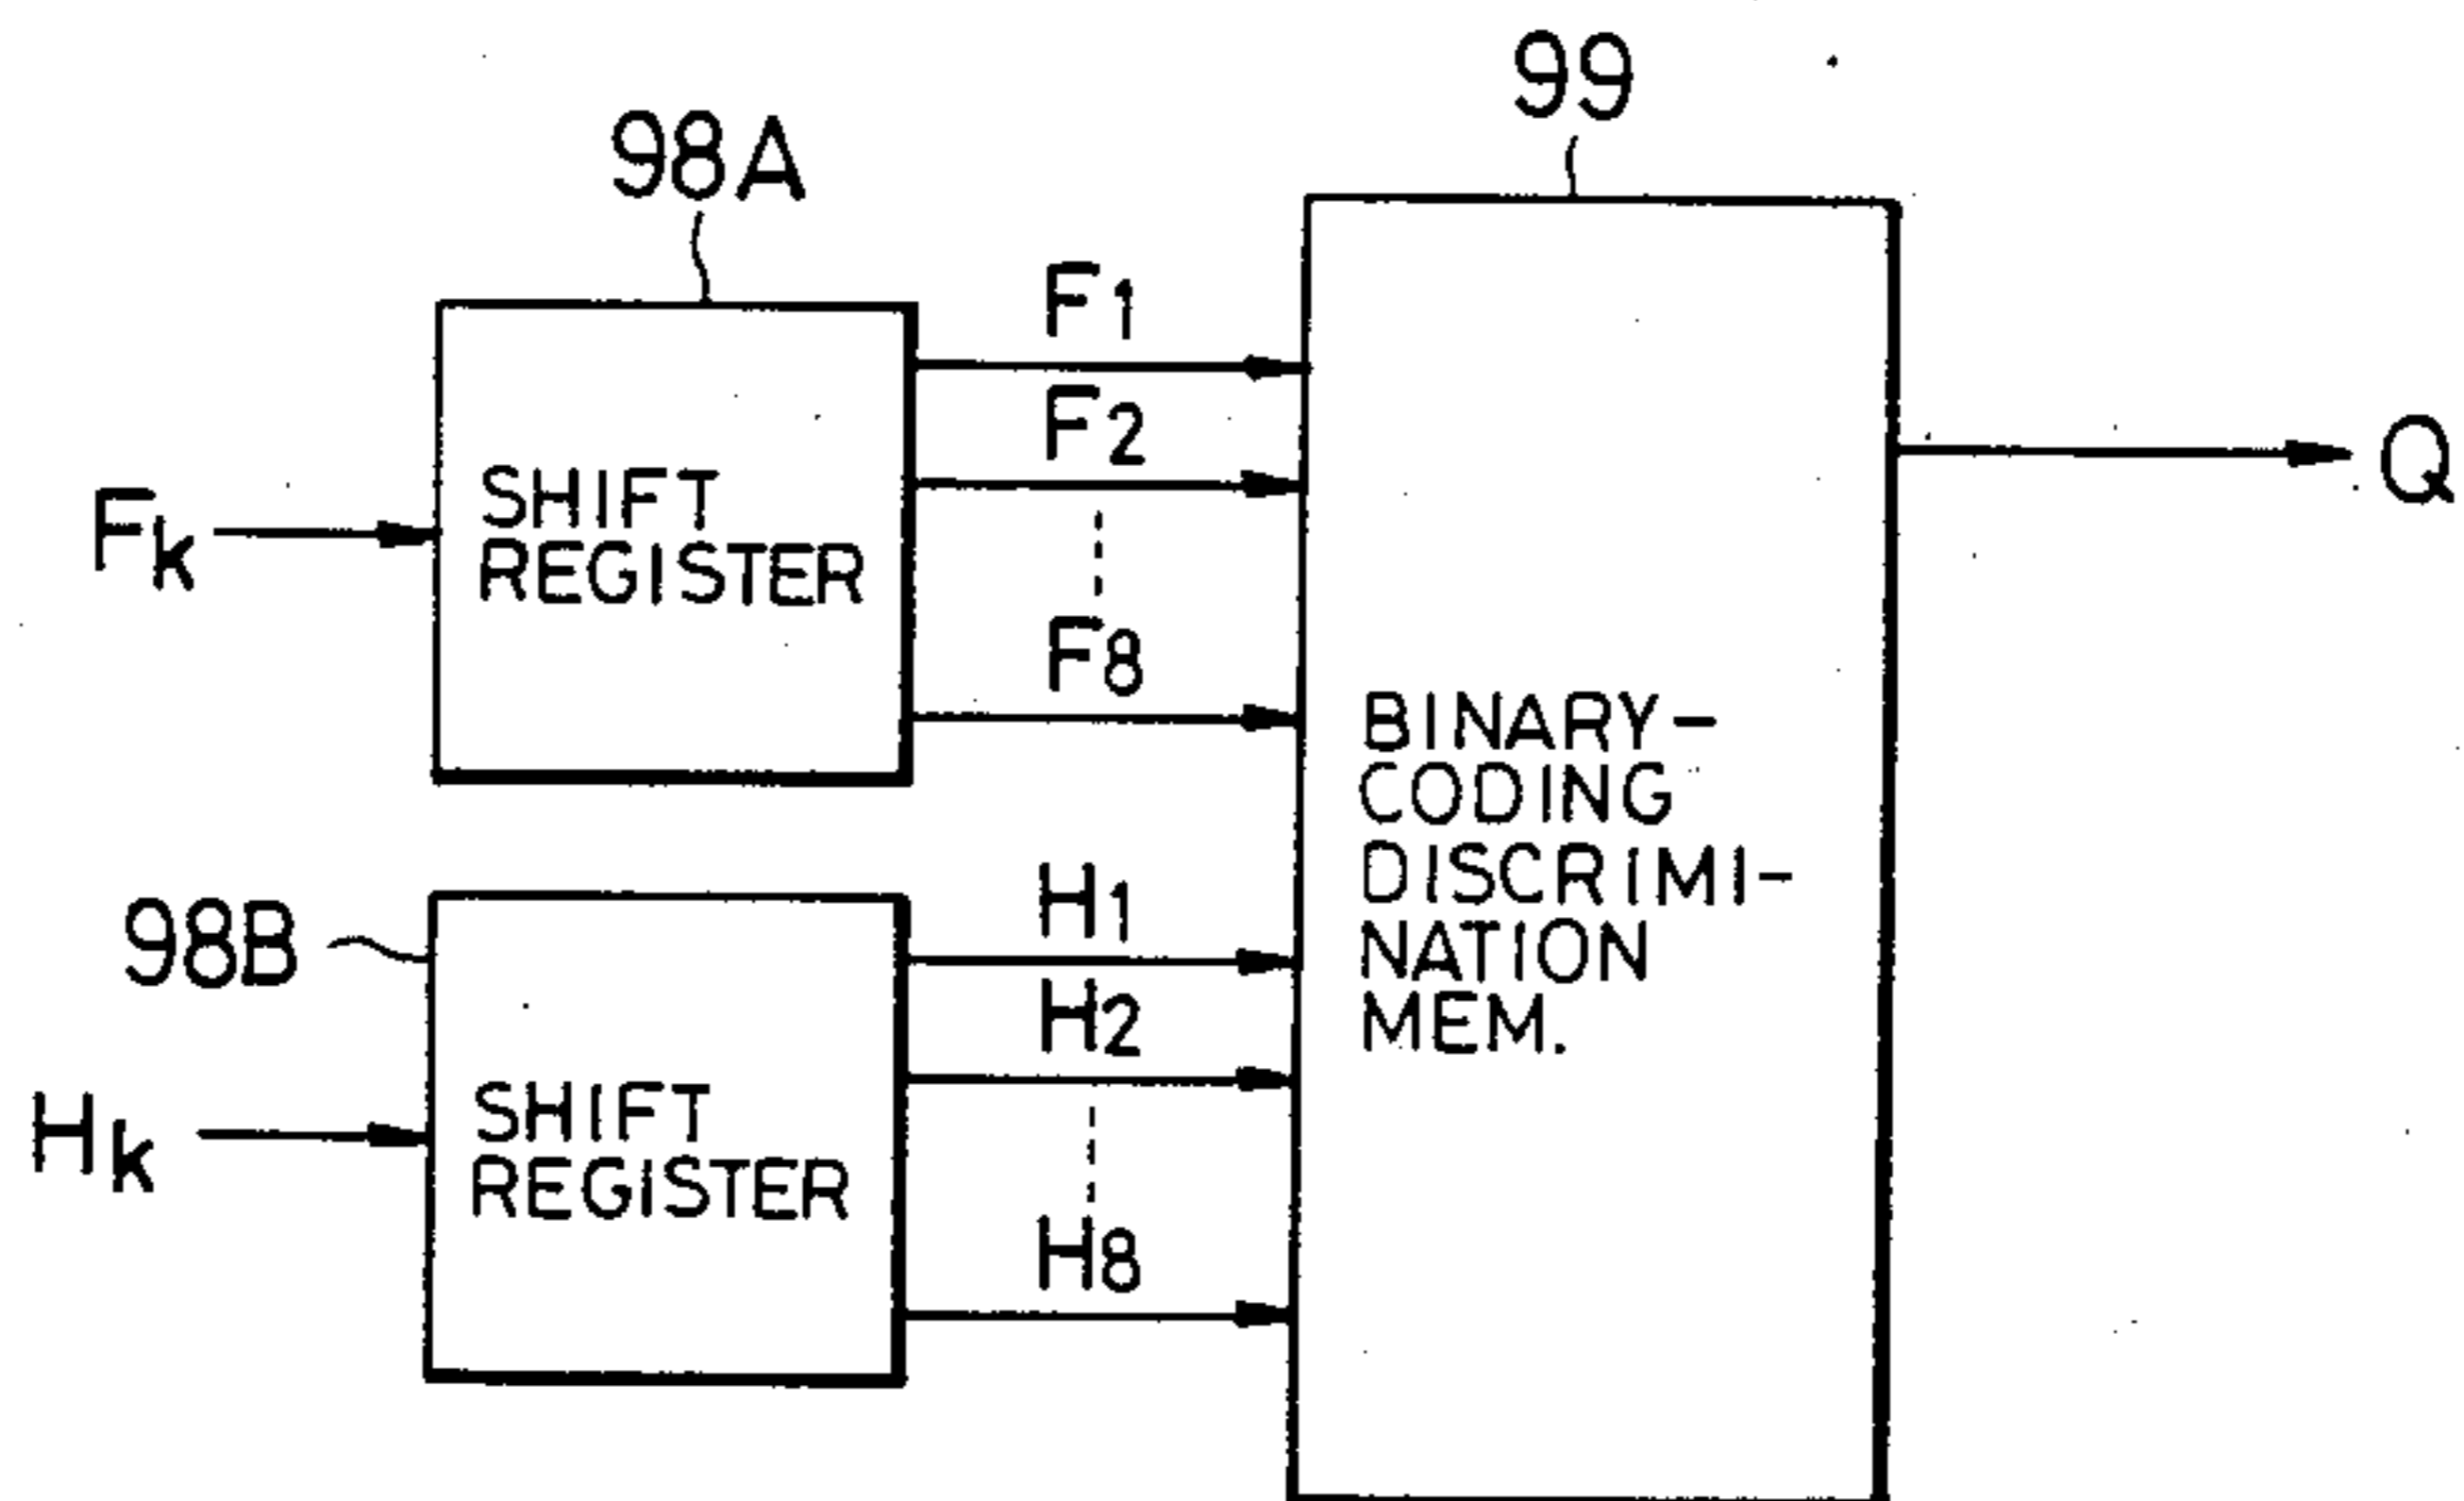 99
98A
F1
F2
Fk
SHIFT
REGISTER
F8
Q
BINARY-
CODING
DISCRIMI-
NATION
MEM.
98B
H1
H2
Hk
SHIFT
REGISTER
H8